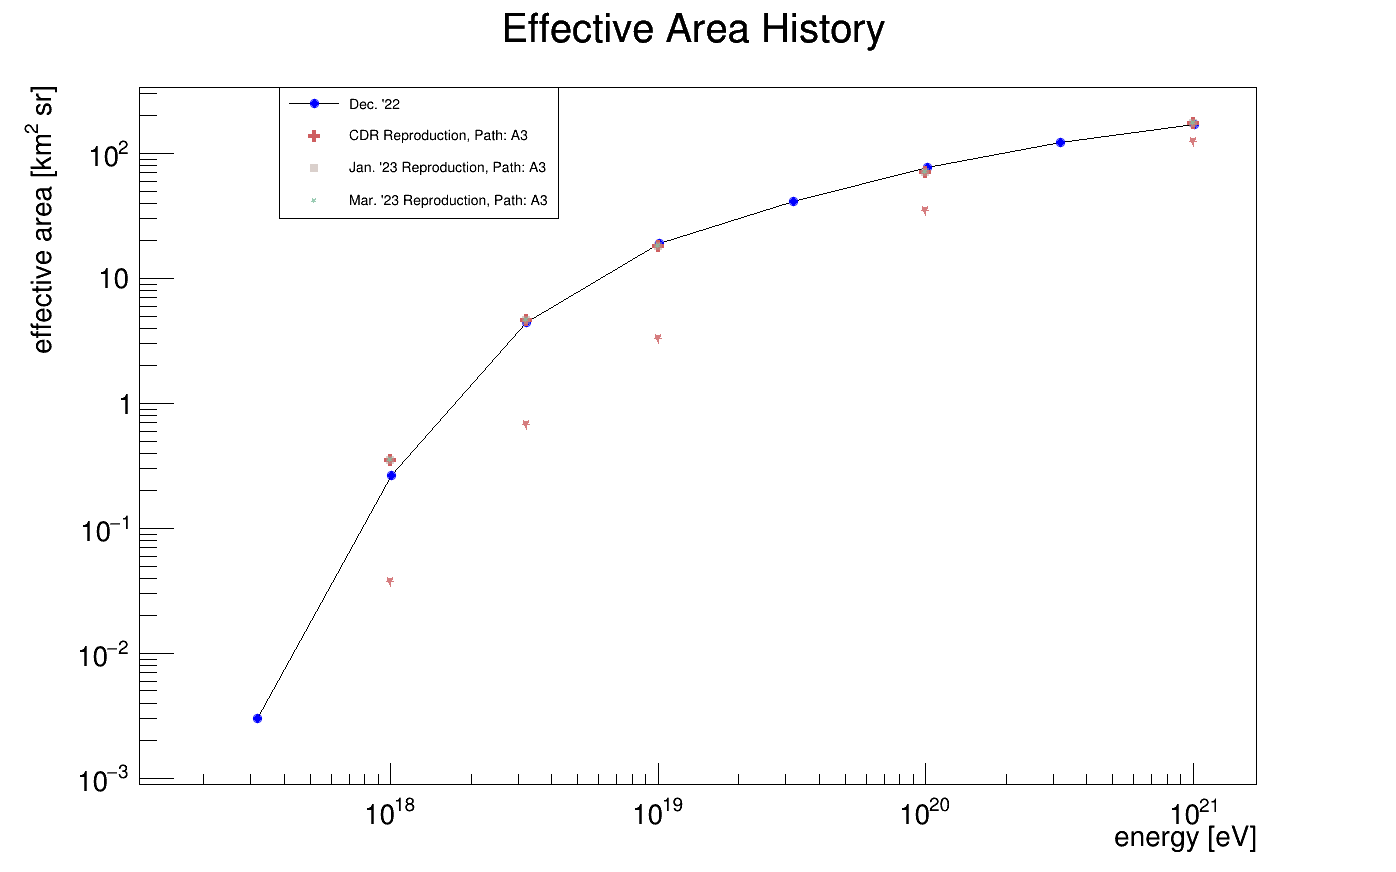 Effective Area History
effective area [km² sr]
Dec. '22
CDR Reproduction, Path: A3
Jan. '23 Reproduction, Path: A3
Mar. '23 Reproduction, Path: A3
10²
10
1
10⁻¹
10⁻²
10⁻³
10¹⁸ 10¹⁹ 10²⁰ 10²¹
energy [eV]